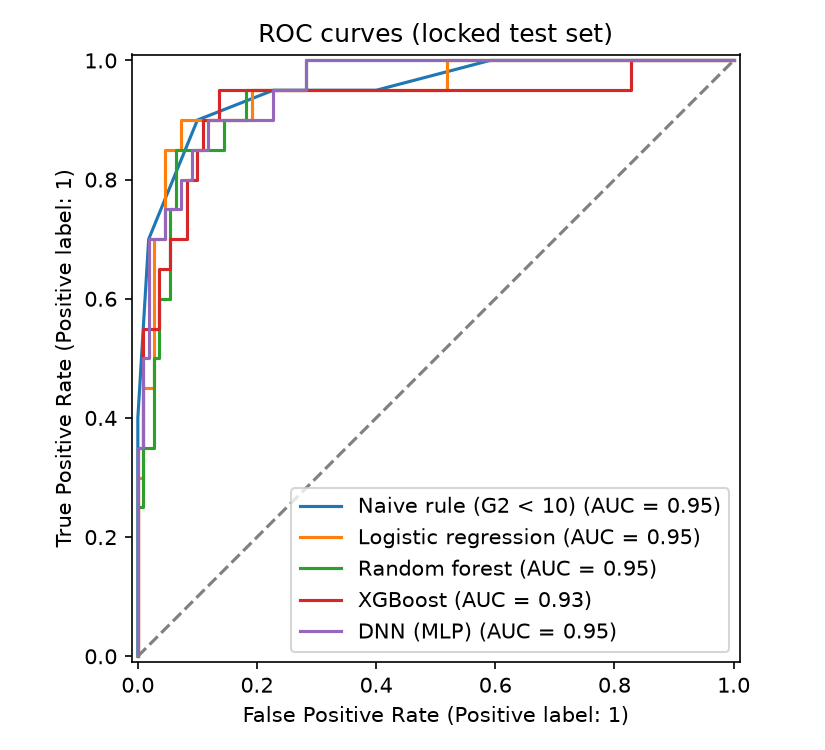 ROC curves (locked test set)
True Positive Rate (Positive label: 1)
1.0
0.8
0.6
0.4
0.2
0.0
Naive rule (G2 < 10) (AUC = 0.95)
Logistic regression (AUC = 0.95)
Random forest (AUC = 0.95)
XGBoost (AUC = 0.93)
DNN (MLP) (AUC = 0.95)
0.0 0.2 0.4 0.6 0.8 1.0
False Positive Rate (Positive label: 1)